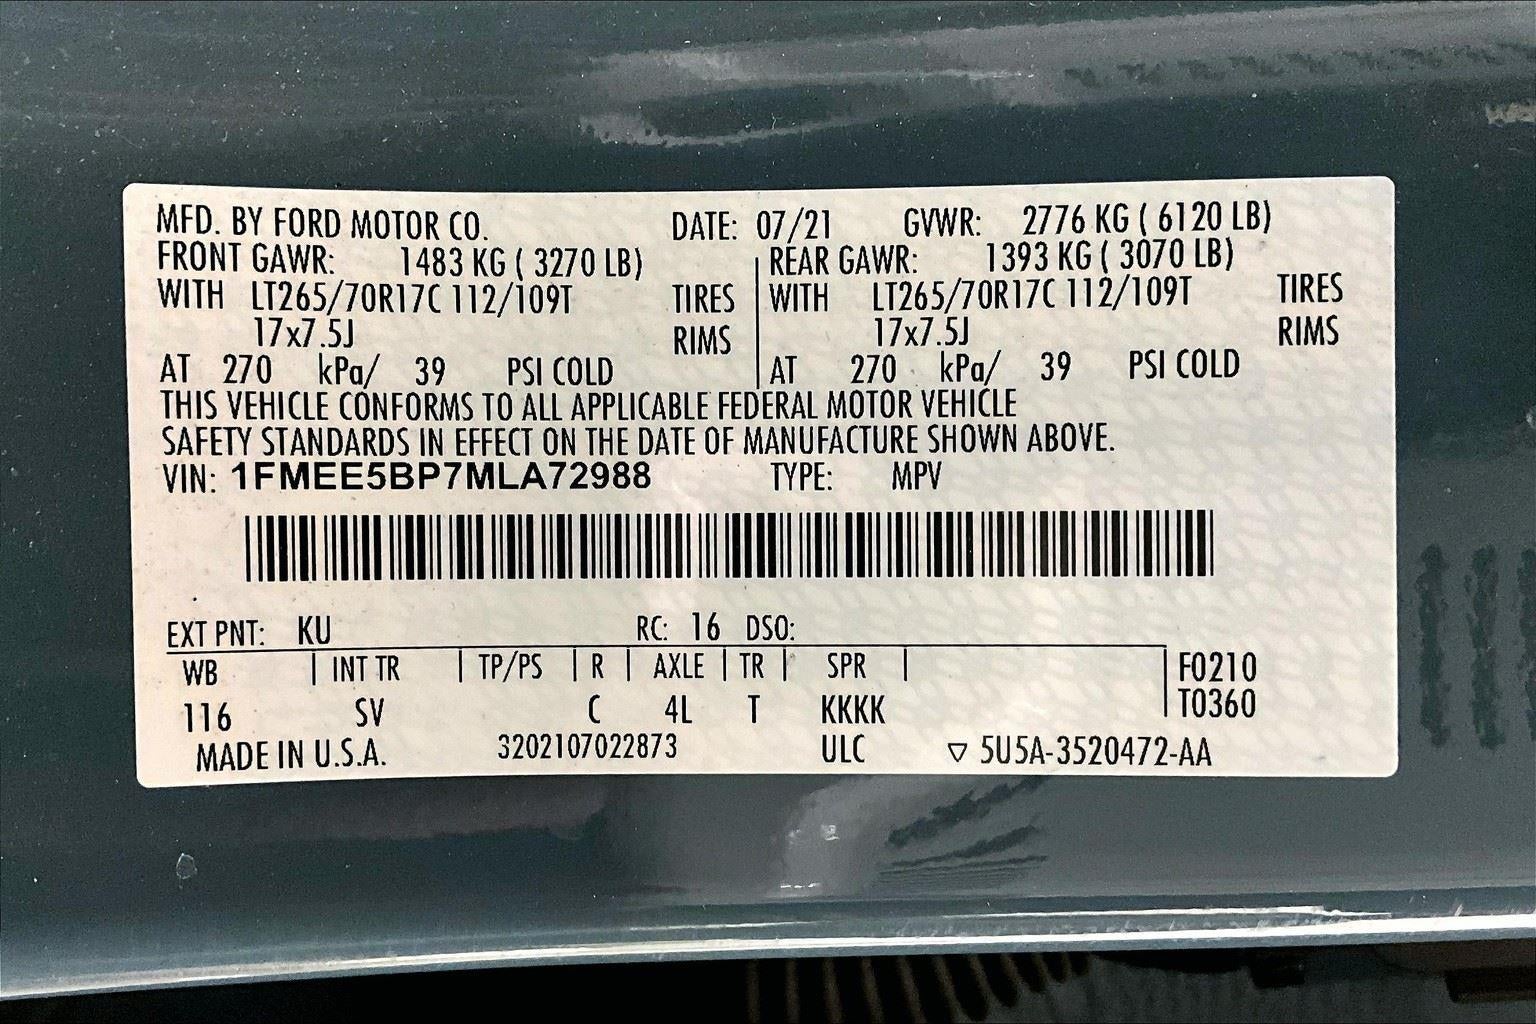 MFD. BY FORD MOTOR CO. DATE: 07/21 GVWR: 2776 KG ( 6120 LB)
FRONT GAWR: 1483 KG ( 3270 LB) REAR GAWR: 1393 KG ( 3070 LB)
WITH LT265/70R17C 112/109T TIRES WITH LT265/70R17C 112/109T TIRES
17x7.5J RIMS 17x7.5J RIMS
AT 270 kPa/ 39 PSI COLD AT 270 kPa/ 39 PSI COLD
THIS VEHICLE CONFORMS TO ALL APPLICABLE FEDERAL MOTOR VEHICLE
SAFETY STANDARDS IN EFFECT ON THE DATE OF MANUFACTURE SHOWN ABOVE.
VIN: 1FMEE5BP7MLA72988 TYPE: MPV
EXT PNT: KU RC: 16 DSO:
WB | INT TR | TP/PS | R | AXLE | TR | SPR | F0210
116 SV C 4L T KKKK T0360
MADE IN U.S.A. 3202107022873 ULC ▽ 5U5A-3520472-AA